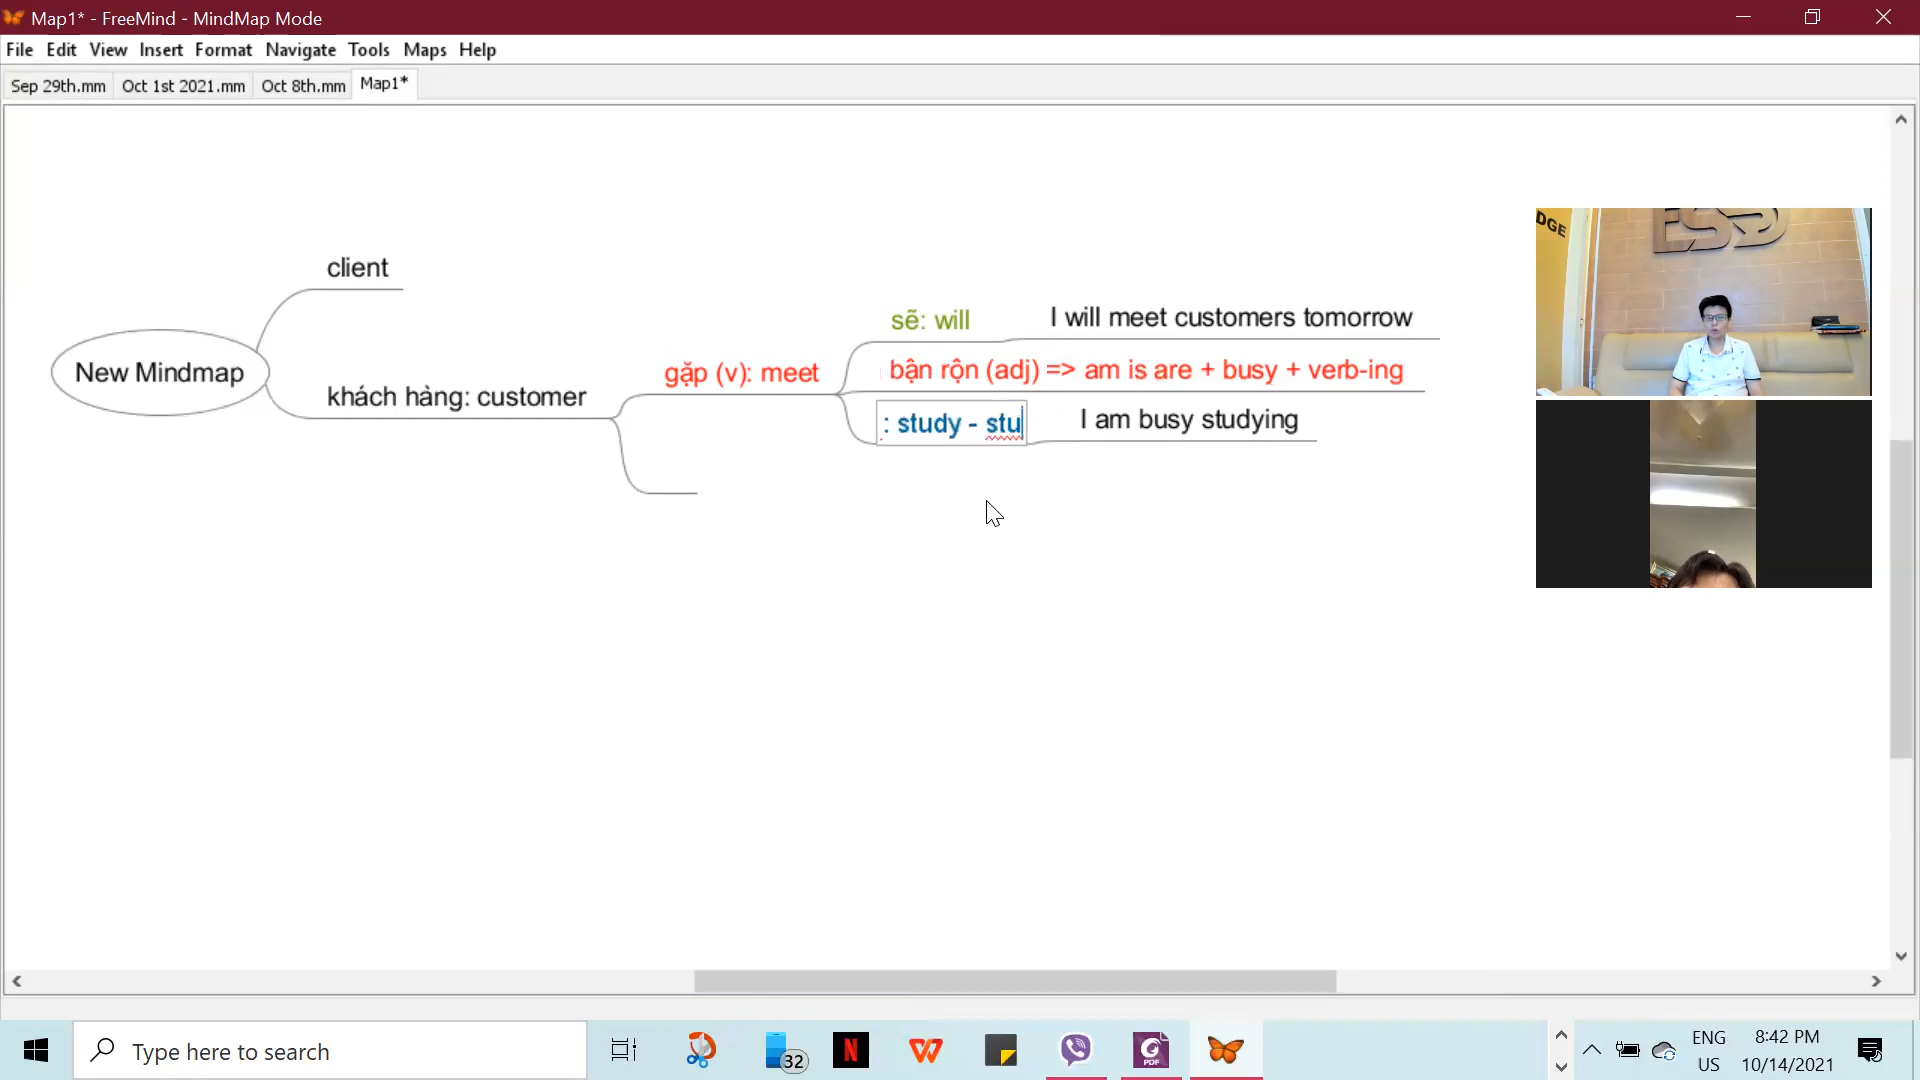 Map1* - FreeMind - MindMap Mode
File Edit View Insert Format Navigate Tools Maps Help
Sep 29th.mm Oct 1st 2021.mm Oct 8th.mm Map1*
client
New Mindmap
khách hàng: customer
gặp (v): meet
sẽ: will I will meet customers tomorrow
bận rộn (adj) => am is are + busy + verb-ing
: study - stu I am busy studying
DGE
ESD
Type here to search
32
ENG
US
8:42 PM
10/14/2021